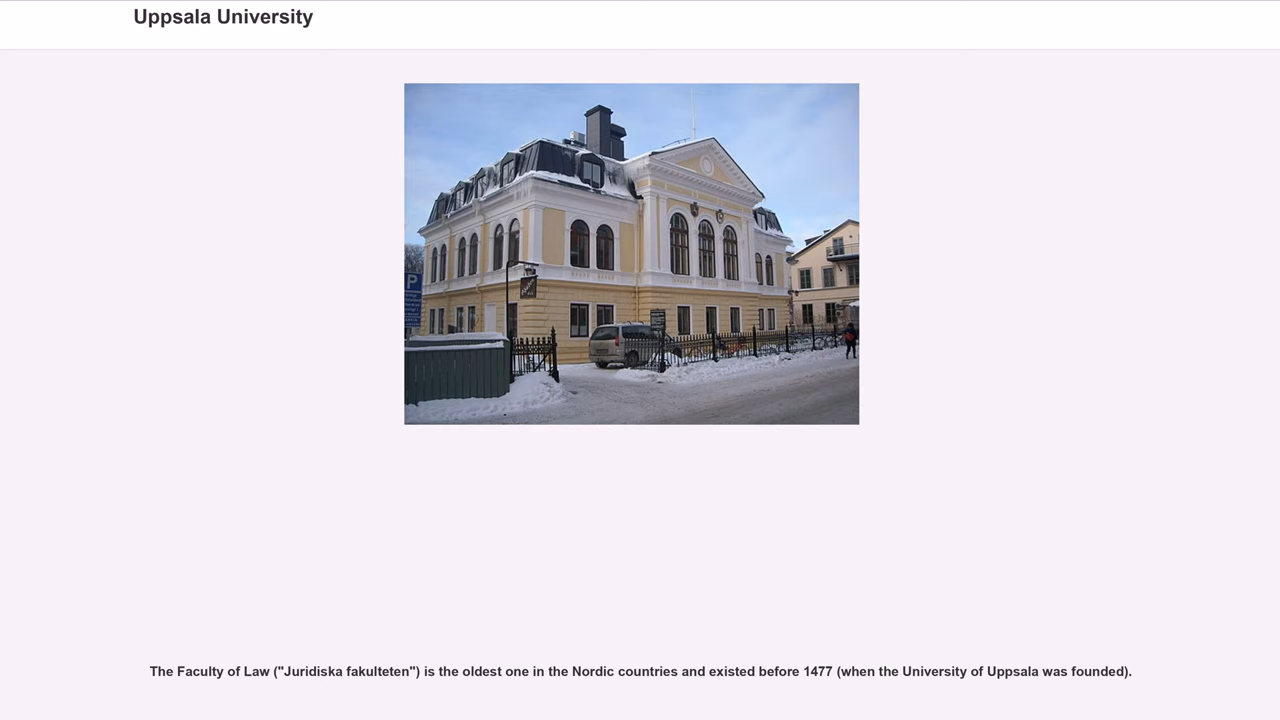 Uppsala University
P
The Faculty of Law ("Juridiska fakulteten") is the oldest one in the Nordic countries and existed before 1477 (when the University of Uppsala was founded).